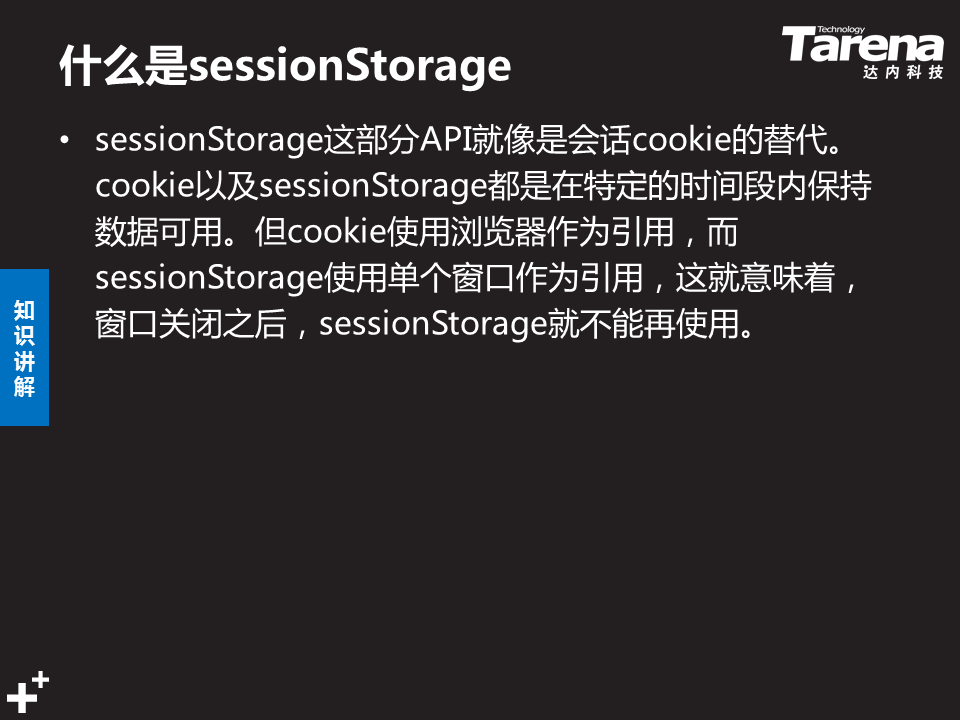 什么是sessionStorage
Technology
Tarena
达内科技
• sessionStorage这部分API就像是会话cookie的替代。
cookie以及sessionStorage都是在特定的时间段内保持
数据可用。但cookie使用浏览器作为引用，而
sessionStorage使用单个窗口作为引用，这就意味着，
窗口关闭之后，sessionStorage就不能再使用。
知
识
讲
解